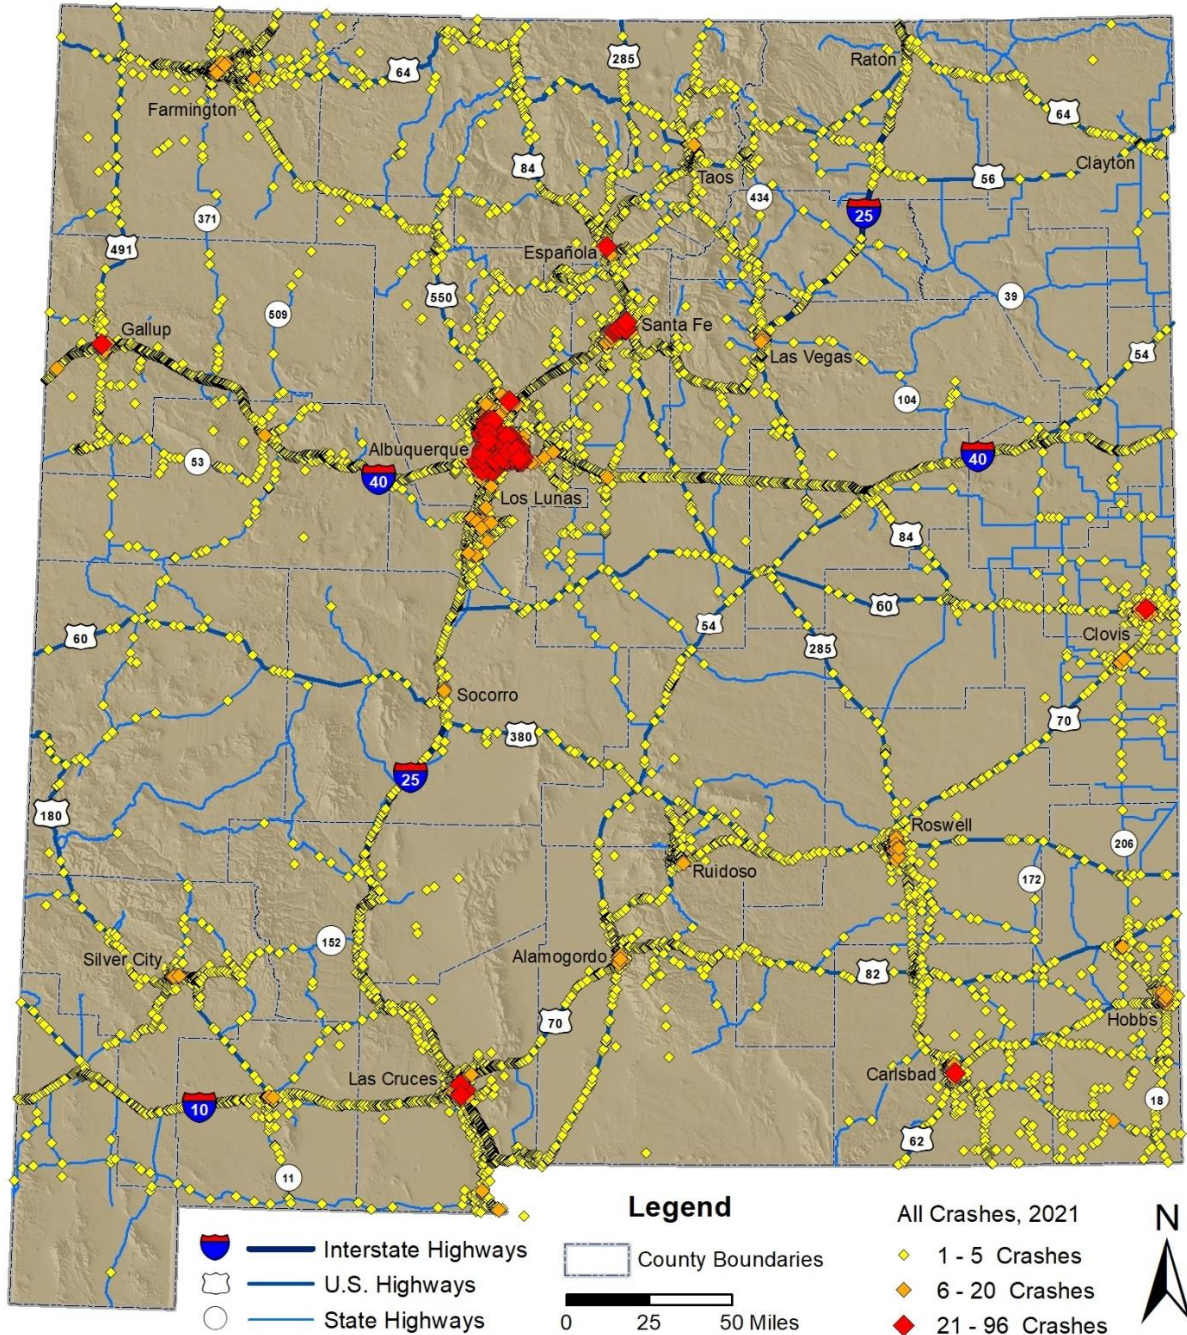 Raton
285
64
Farmington
64
Clayton
84
Taos
56
434
371
25
491
Española
550
39
509
Gallup
Santa Fe
Las Vegas
54
104
Albuquerque
53
40
40
Los Lunas
84
60
54
60
Clovis
285
Socorro
70
380
25
180
Roswell
206
Ruidoso
172
152
Silver City
Alamogordo
82
70
Hobbs
Las Cruces
Carlsbad
10
18
62
11
Legend
Interstate Highways
U.S. Highways
State Highways
County Boundaries
0 25 50 Miles
All Crashes, 2021
1 - 5 Crashes
6 - 20 Crashes
21 - 96 Crashes
N